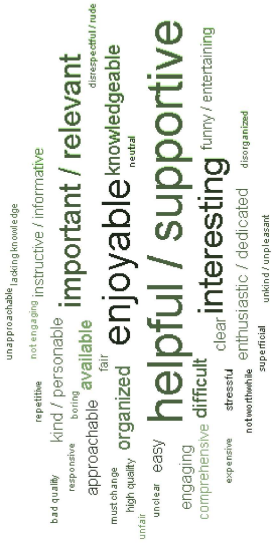 unapproachable
lacking knowledge
not engaging
instructive / informative
disrespectful / rude
repetitive
kind / personable
important / relevant
knowledgeable
boring
available
neutral
bad quality
responsive
fair
enjoyable
approachable
organized
must change
high quality
helpful / supportive
funny / entertaining
unfair
unclear
easy
difficult
interesting
disorganized
clear
enthusiastic / dedicated
engaging
comprehensive
stressful
not worthwhile
superficial
unkind / unpleasant
expensive